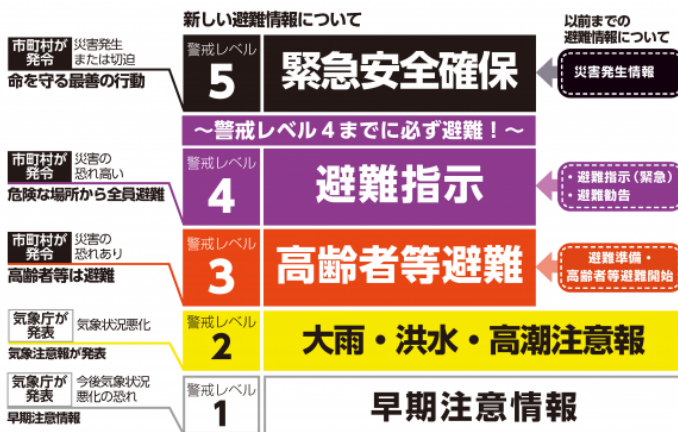 新しい避難情報について
以前までの
避難情報について
市町村が
発令
災害発生
または切迫
命を守る最善の行動
警戒レベル
5
緊急安全確保
災害発生情報
～警戒レベル４までに必ず避難！～
市町村が
発令
災害の
恐れ高い
危険な場所から全員避難
警戒レベル
4
避難指示
・避難指示（緊急）
・避難勧告
市町村が
発令
災害の
恐れあり
高齢者等は避難
警戒レベル
3
高齢者等避難
避難準備・
高齢者等避難開始
気象庁が
発表
気象状況悪化
気象注意報が発表
警戒レベル
2
大雨・洪水・高潮注意報
気象庁が
発表
今後気象状況
悪化の恐れ
早期注意情報
警戒レベル
1
早期注意情報